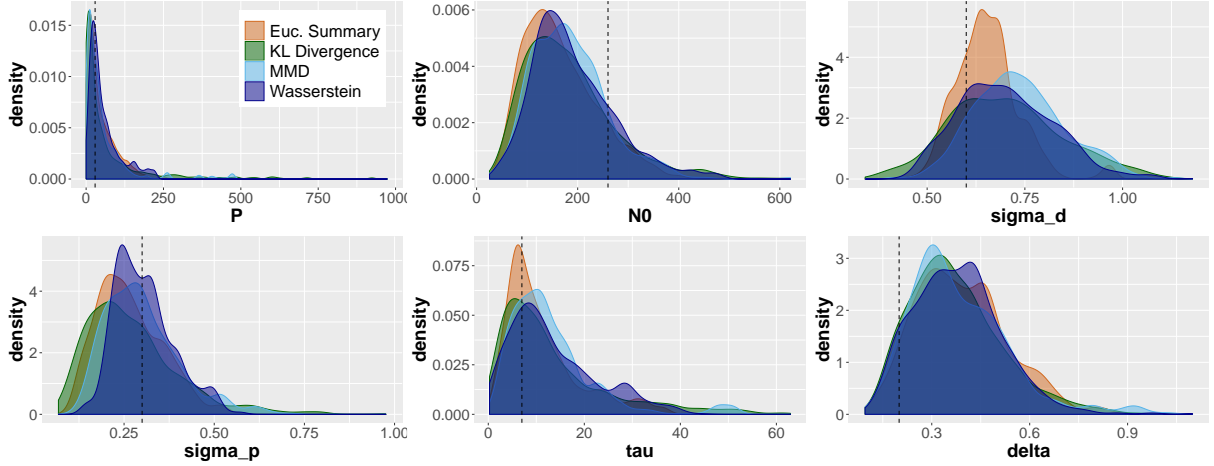 density
0.015
0.010
0.005
0.000
Euc. Summary
KL Divergence
MMD
Wasserstein
0 250 500 750 1000
P
density
0.006
0.004
0.002
0.000
0 200 400 600
N0
density
4
2
0
0.50 0.75 1.00
sigma_d
density
4
2
0
0.25 0.50 0.75 1.00
sigma_p
density
0.075
0.050
0.025
0.000
0 20 40 60
tau
density
3
2
1
0
0.3 0.6 0.9
delta